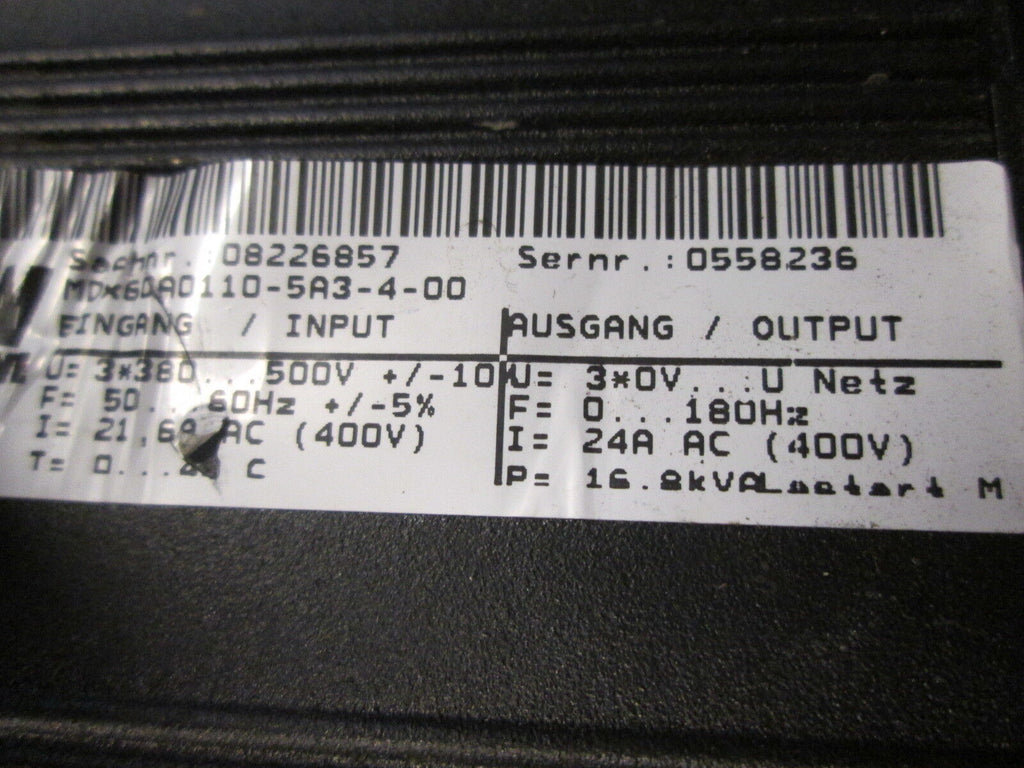 Sachnr.:08226857 Sernr.:0558236
MDX60A0110-5A3-4-00
EINGANG / INPUT AUSGANG / OUTPUT
U= 3*380...500V +/-10% U= 3*0V...U Netz
F= 50...60Hz +/-5% F= 0...180Hz
I= 21,6A AC (400V) I= 24A AC (400V)
T= 0... C P= 16.8kVA Lastart M